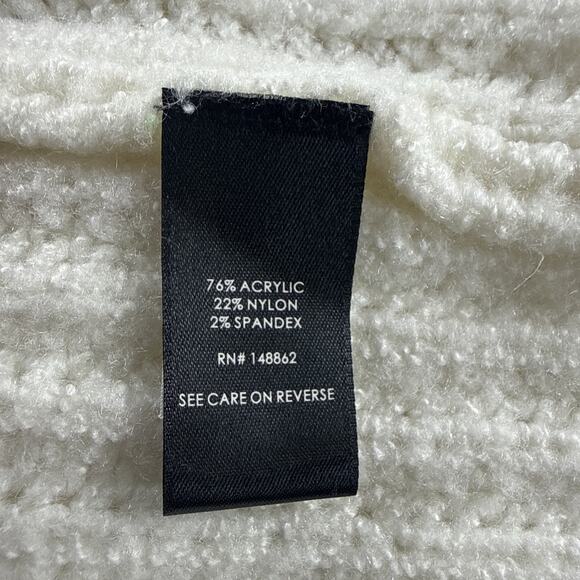 76% ACRYLIC
22% NYLON
2% SPANDEX
RN# 148862
SEE CARE ON REVERSE